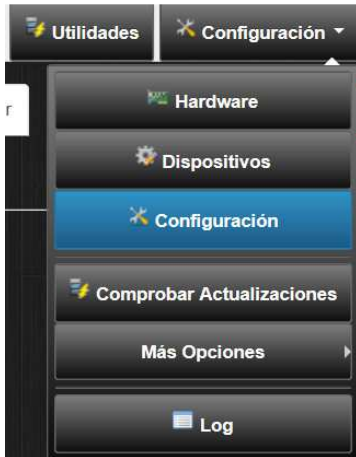 Utilidades Configuración
r
Hardware
Dispositivos
Configuración
Comprobar Actualizaciones
Más Opciones
Log